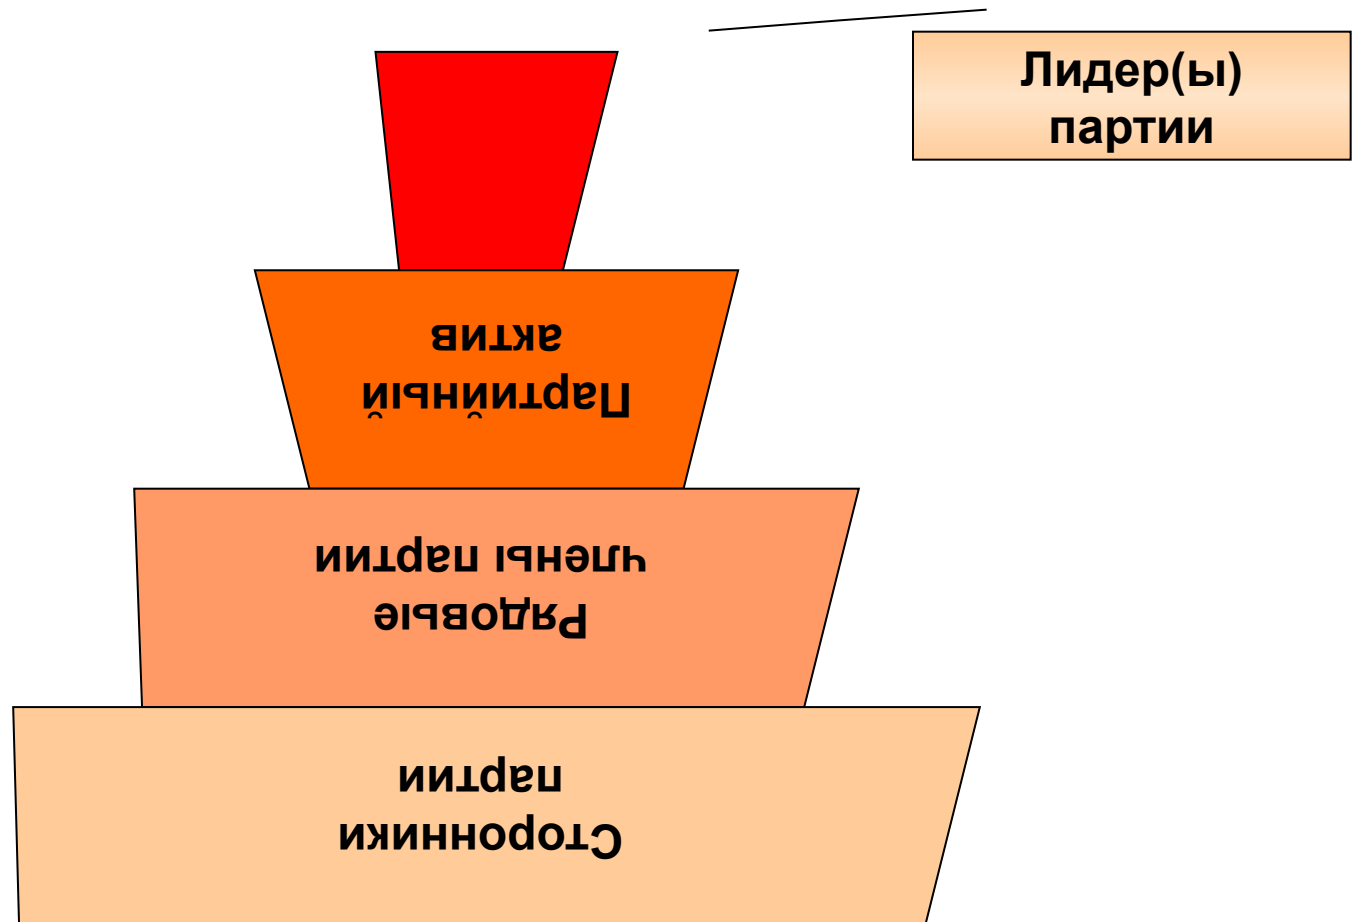 Лидер(ы)
партии
Партийный
актив
Рядовые
члены партии
Сторонники
партии